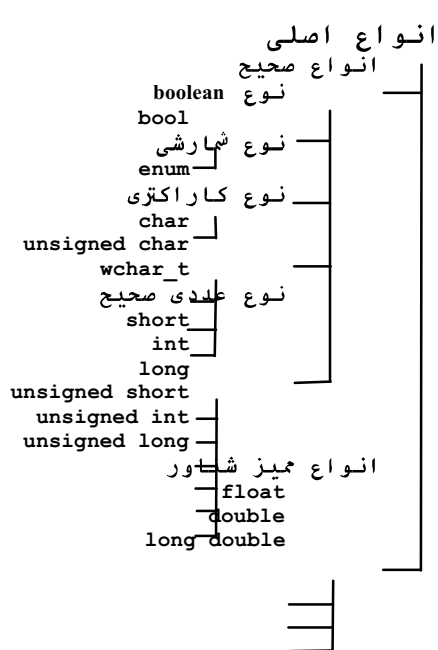 انواع اصلی
انواع صحیح
نوع boolean
bool
نوع شمارشی
enum
نوع کاراکتری
char
unsigned char
wchar_t
نوع عددی صحیح
short
int
long
unsigned short
unsigned int
unsigned long
انواع ممیز شناور
float
double
long double